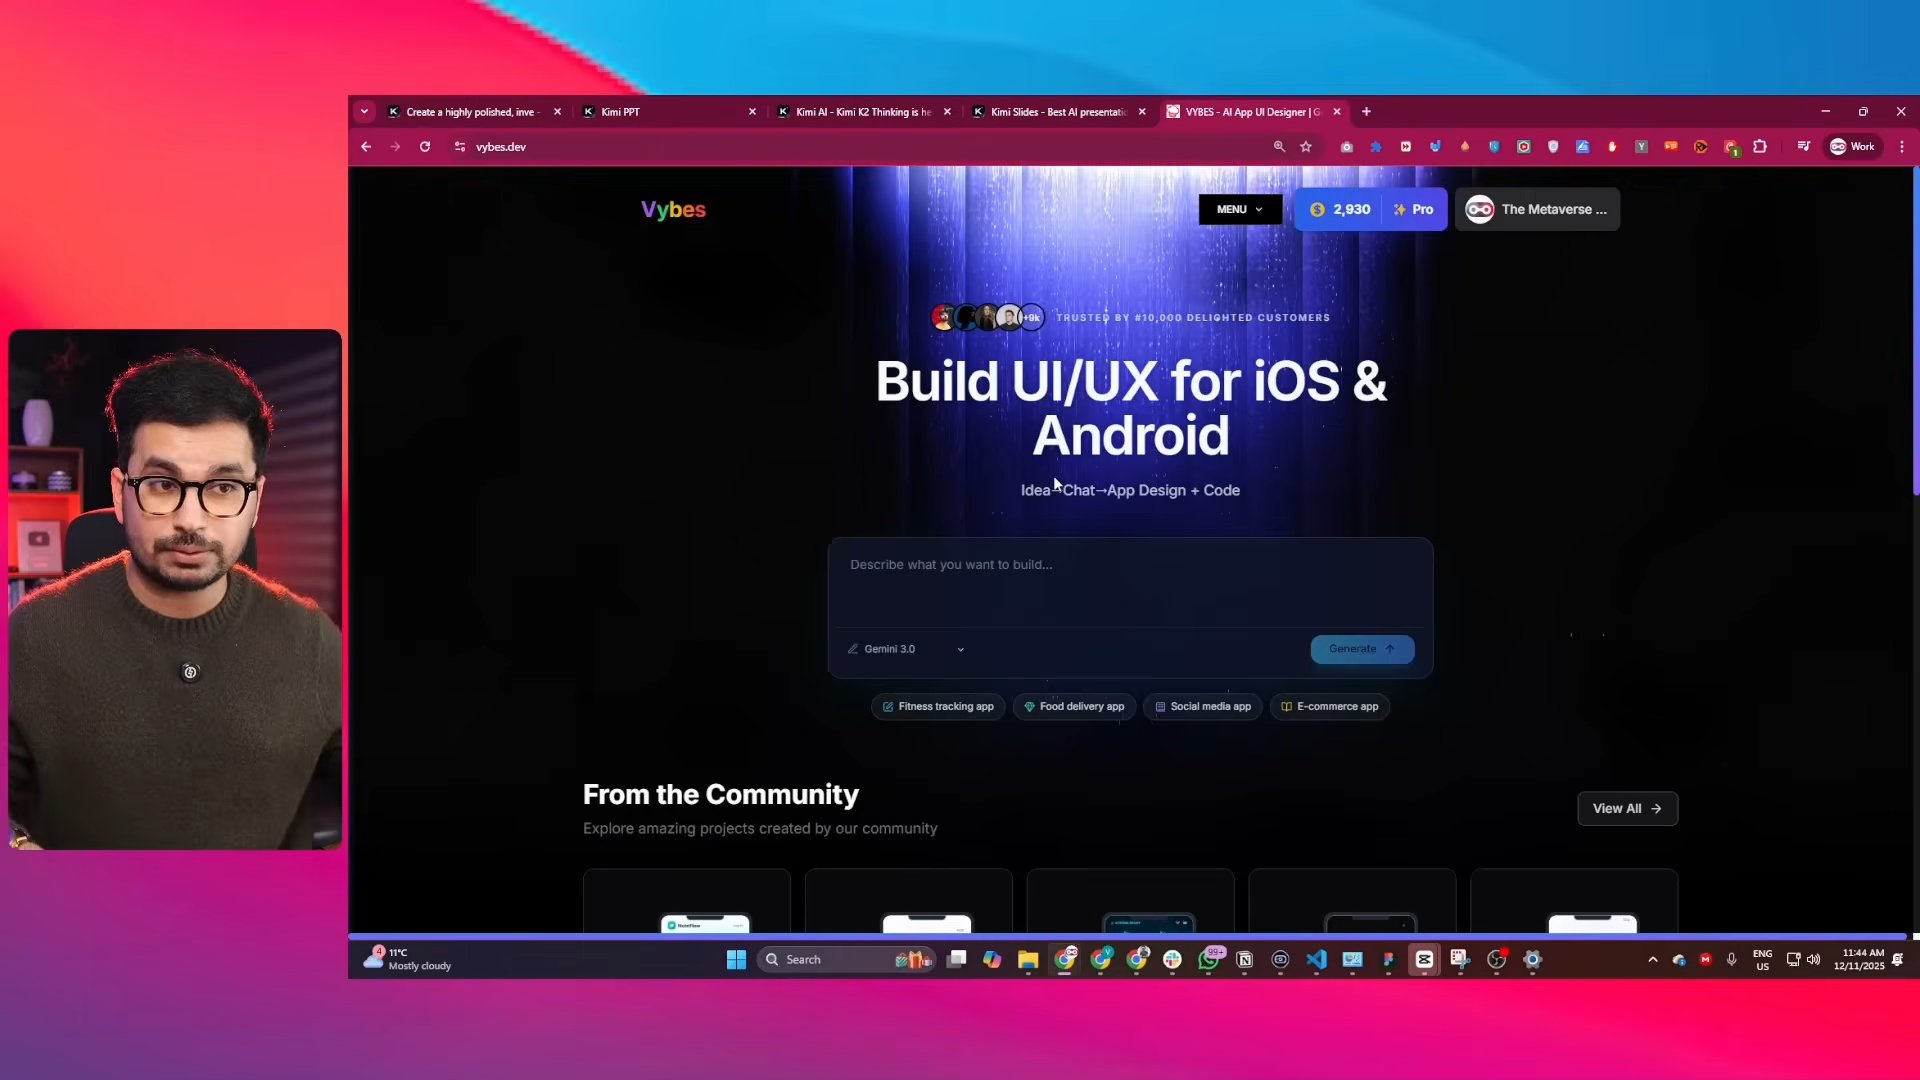 Create a highly polished, inve -
Kimi PPT
Kimi AI - Kimi K2 Thinking is he
Kimi Slides - Best AI presentatic
VYBES - AI App UI Designer | G
vybes.dev
Work
Vybes
MENU
2,930
Pro
The Metaverse ...
+9k
TRUSTED BY #10,000 DELIGHTED CUSTOMERS
Build UI/UX for iOS &
Android
Idea→Chat→App Design + Code
Describe what you want to build...
Gemini 3.0
Generate ↑
Fitness tracking app
Food delivery app
Social media app
E-commerce app
From the Community
Explore amazing projects created by our community
View All →
4
11°C
Mostly cloudy
Search
99+
ENG
US
11:44 AM
12/11/2025